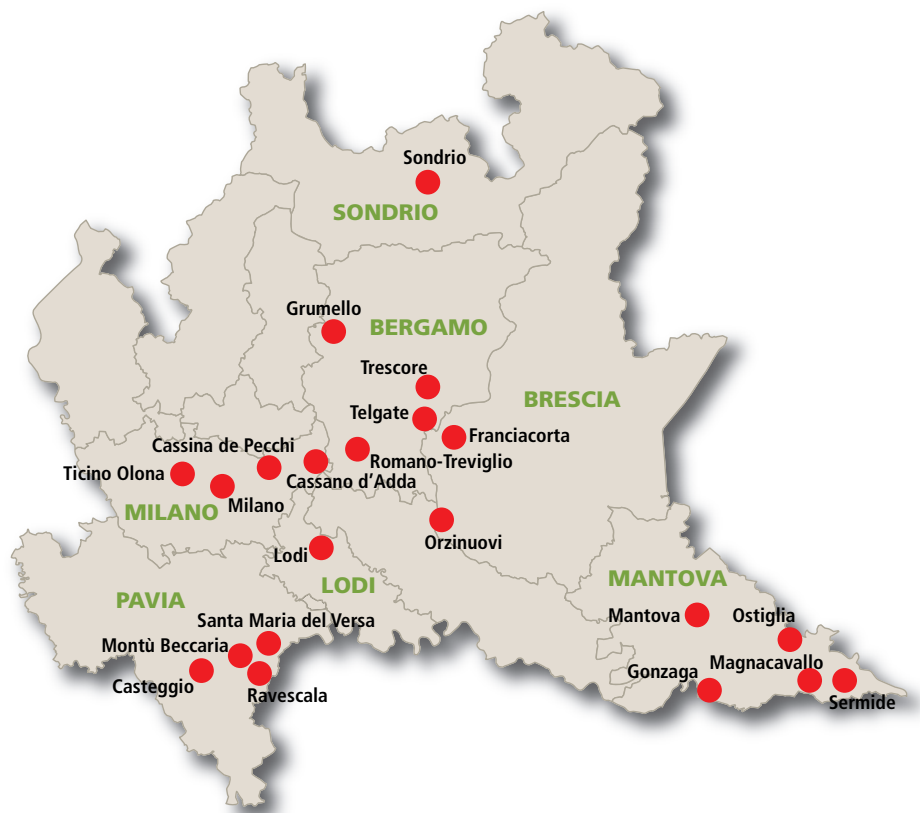 Sondrio
SONDRIO
Grumello
BERGAMO
Trescore
BRESCIA
Telgate
Franciacorta
Cassina de Pecchi
Romano-Treviglio
Ticino Olona
Cassano d'Adda
Milano
MILANO
Orzinuovi
Lodi
LODI
MANTOVA
PAVIA
Santa Maria del Versa
Mantova
Ostiglia
Montù Beccaria
Magnacavallo
Gonzaga
Casteggio
Ravescala
Sermide